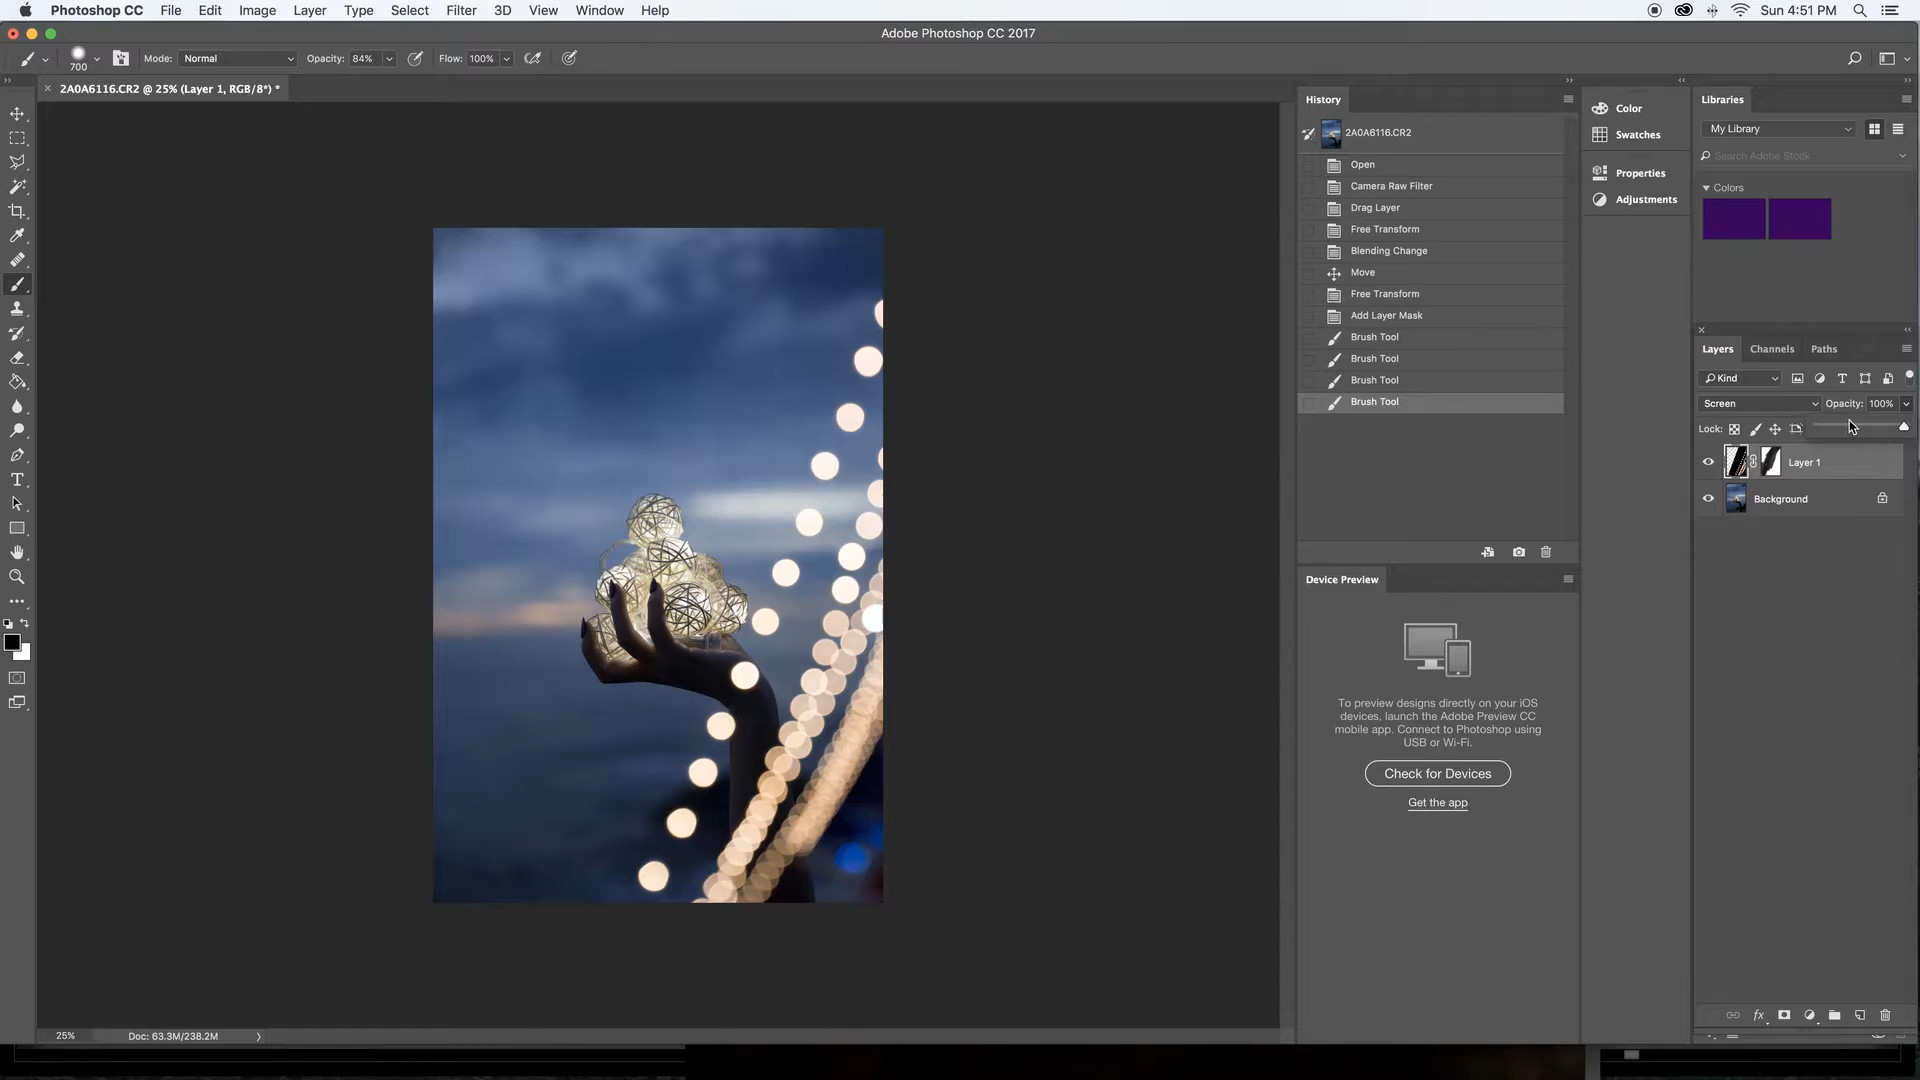 Photoshop CC File Edit Image Layer Type Select Filter 3D View Window Help Sun 4:51 PM
Adobe Photoshop CC 2017
700 Mode: Normal Opacity: 84% Flow: 100%
2A0A6116.CR2 @ 25% (Layer 1, RGB/8*) *
History
2A0A6116.CR2
Open
Camera Raw Filter
Drag Layer
Free Transform
Blending Change
Move
Free Transform
Add Layer Mask
Brush Tool
Brush Tool
Brush Tool
Brush Tool
Device Preview
To preview designs directly on your iOS
devices, launch the Adobe Preview CC
mobile app. Connect to Photoshop using
USB or Wi-Fi.
Check for Devices
Get the app
Color
Swatches
Properties
Adjustments
Libraries
My Library
Search Adobe Stock
Colors
Layers Channels Paths
Kind
Screen Opacity: 100%
Lock:
Layer 1
Background
fx
25% Doc: 63.3M/238.2M